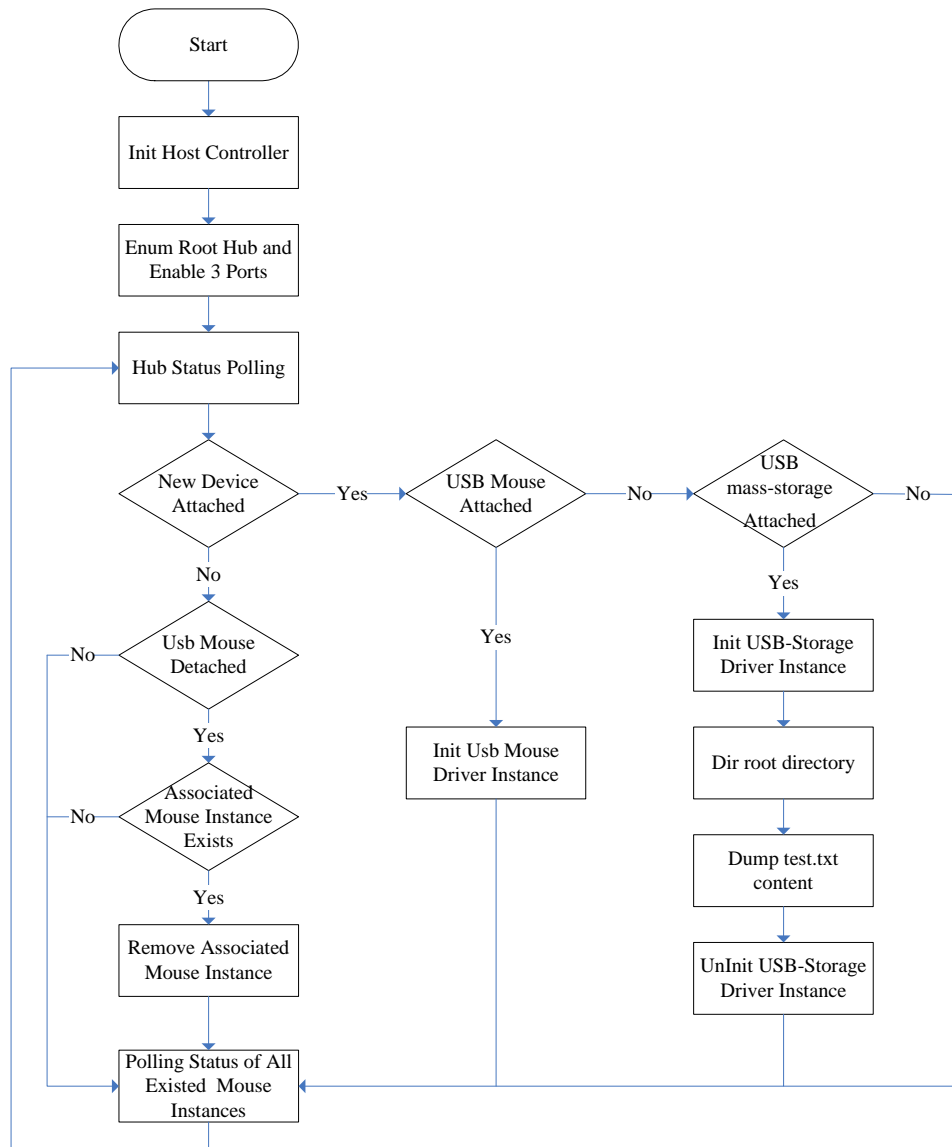 Start
Init Host Controller
Enum Root Hub and
Enable 3 Ports
Hub Status Polling
New Device
Attached
Yes
USB Mouse
Attached
No
USB
mass-storage
Attached
No
No
Yes
Yes
Usb Mouse
Detached
No
Init USB-Storage
Driver Instance
Yes
Init Usb Mouse
Driver Instance
Dir root directory
Associated
Mouse Instance
Exists
No
Dump test.txt
content
Yes
Remove Associated
Mouse Instance
UnInit USB-Storage
Driver Instance
Polling Status of All
Existed Mouse
Instances